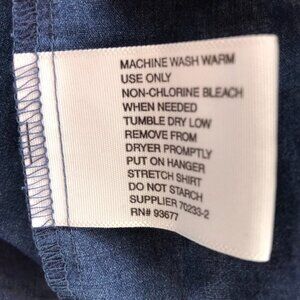 MACHINE WASH WARM
USE ONLY
NON-CHLORINE BLEACH
WHEN NEEDED
TUMBLE DRY LOW
REMOVE FROM
DRYER PROMPTLY
PUT ON HANGER
STRETCH SHIRT
DO NOT STARCH
SUPPLIER 70233-2
RN# 93677